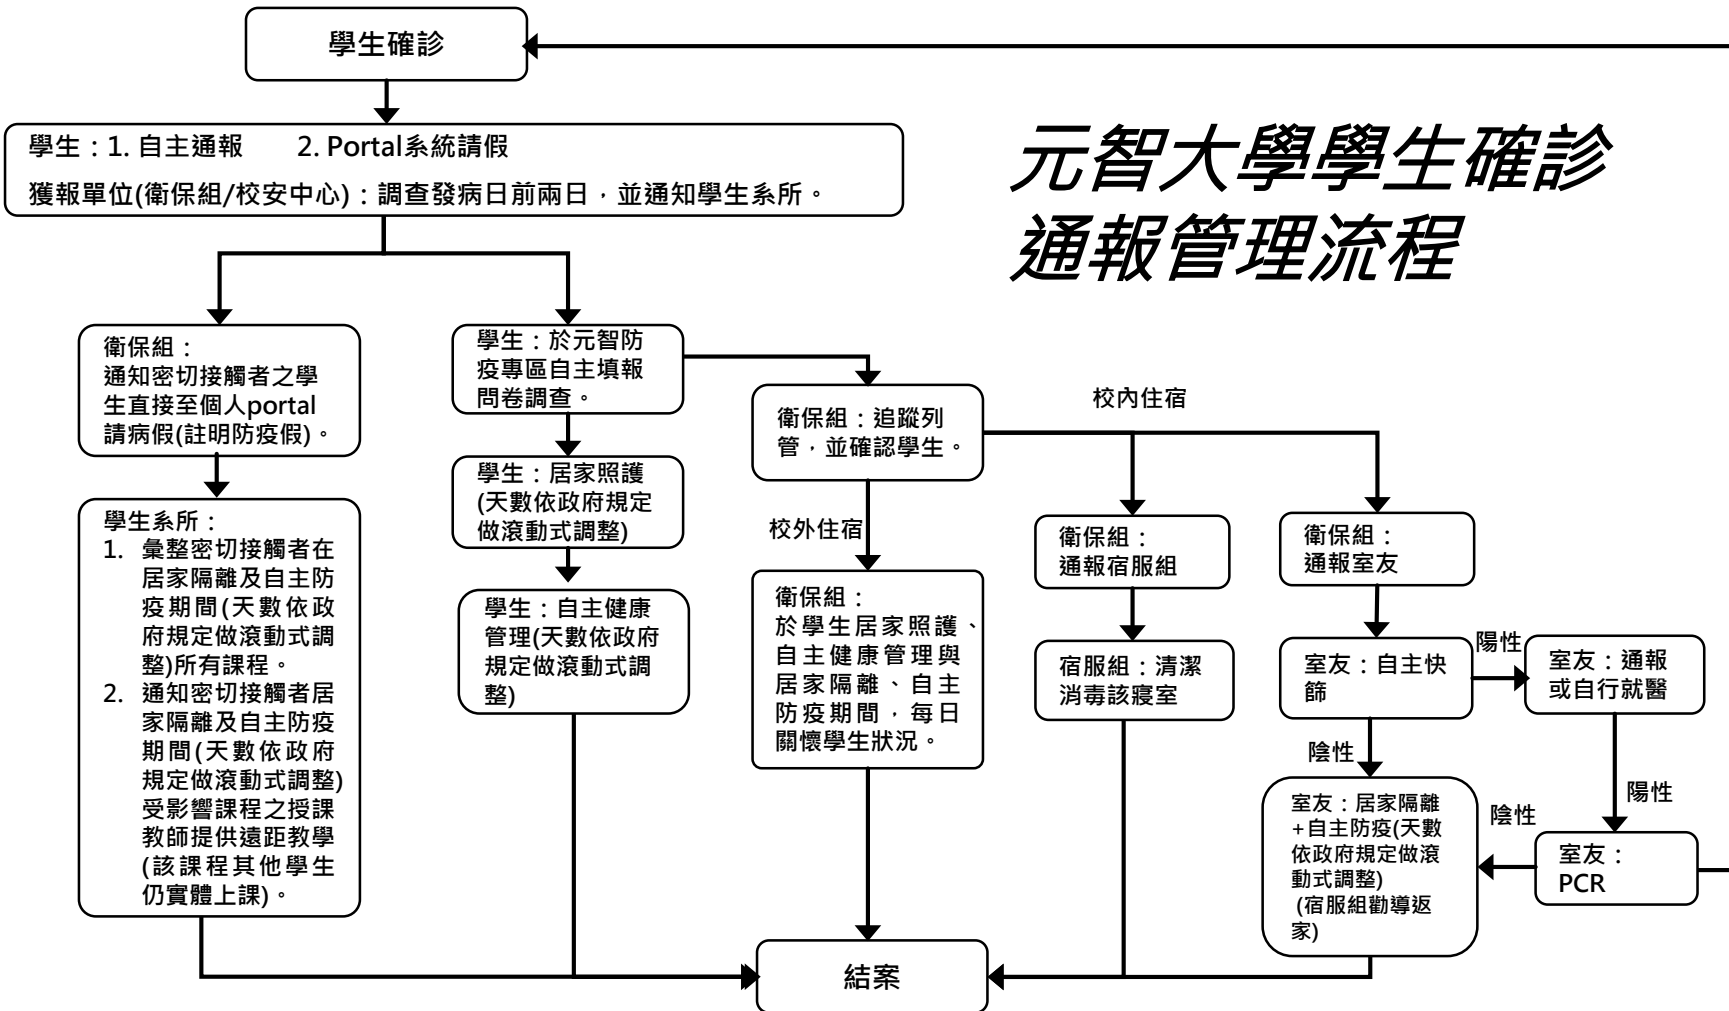 學生確診
元智大學學生確診
通報管理流程
學生：1. 自主通報 2. Portal系統請假
獲報單位(衛保組/校安中心)：調查發病日前兩日，並通知學生系所。
衛保組：
通知密切接觸者之學
生直接至個人portal
請病假(註明防疫假)。
學生系所：
1. 彙整密切接觸者在
居家隔離及自主防
疫期間(天數依政
府規定做滾動式調
整)所有課程。
2. 通知密切接觸者居
家隔離及自主防疫
期間(天數依政府
規定做滾動式調整)
受影響課程之授課
教師提供遠距教學
(該課程其他學生
仍實體上課)。
學生：於元智防
疫專區自主填報
問卷調查。
學生：居家照護
(天數依政府規定
做滾動式調整)
學生：自主健康
管理(天數依政府
規定做滾動式調
整)
衛保組：追蹤列
管，並確認學生。
校外住宿
衛保組：
於學生居家照護、
自主健康管理與
居家隔離、自主
防疫期間，每日
關懷學生狀況。
校內住宿
衛保組：
通報宿服組
宿服組：清潔
消毒該寢室
衛保組：
通報室友
室友：自主快
篩
陽性
室友：通報
或自行就醫
陰性
陽性
室友：居家隔離
+自主防疫(天數
依政府規定做滾
動式調整)
(宿服組勸導返
家)
陰性
室友：
PCR
結案